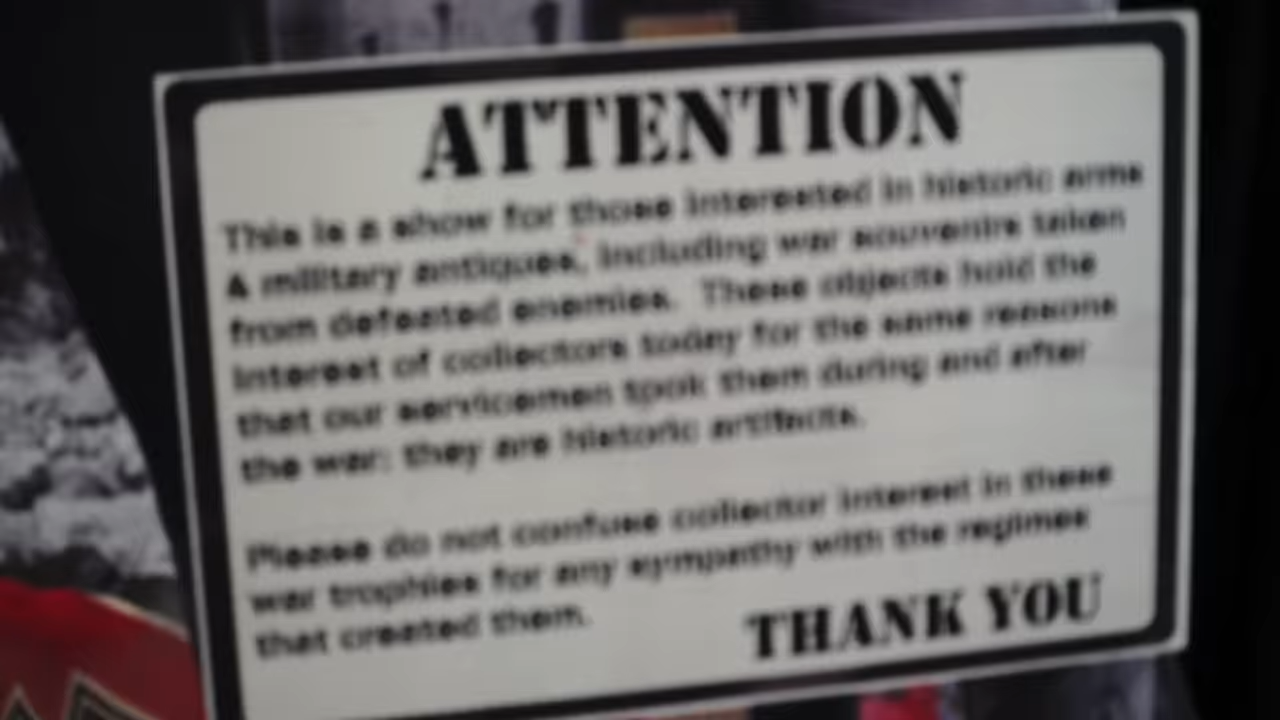 ATTENTION
This is a show for those interested in historic arms
& military antiques, including war souvenirs taken
from defeated enemies. These objects hold the
interest of collectors today for the same reasons
that our servicemen took them during and after
the war: they are historic artifacts.
Please do not confuse collector interest in these
war trophies for any sympathy with the regimes
that created them.
THANK YOU